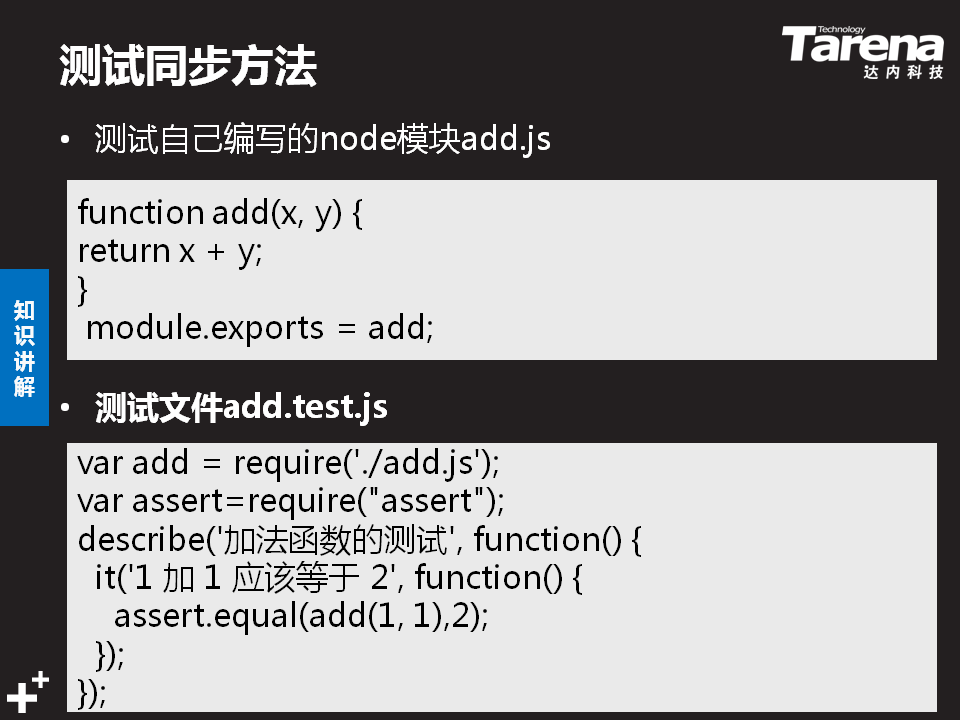 测试同步方法
Technology
Tarena
达内科技
• 测试自己编写的node模块add.js
function add(x, y) {
return x + y;
}
module.exports = add;
知识讲解
• 测试文件add.test.js
var add = require('./add.js');
var assert=require("assert");
describe('加法函数的测试', function() {
it('1 加 1 应该等于 2', function() {
assert.equal(add(1, 1),2);
});
});